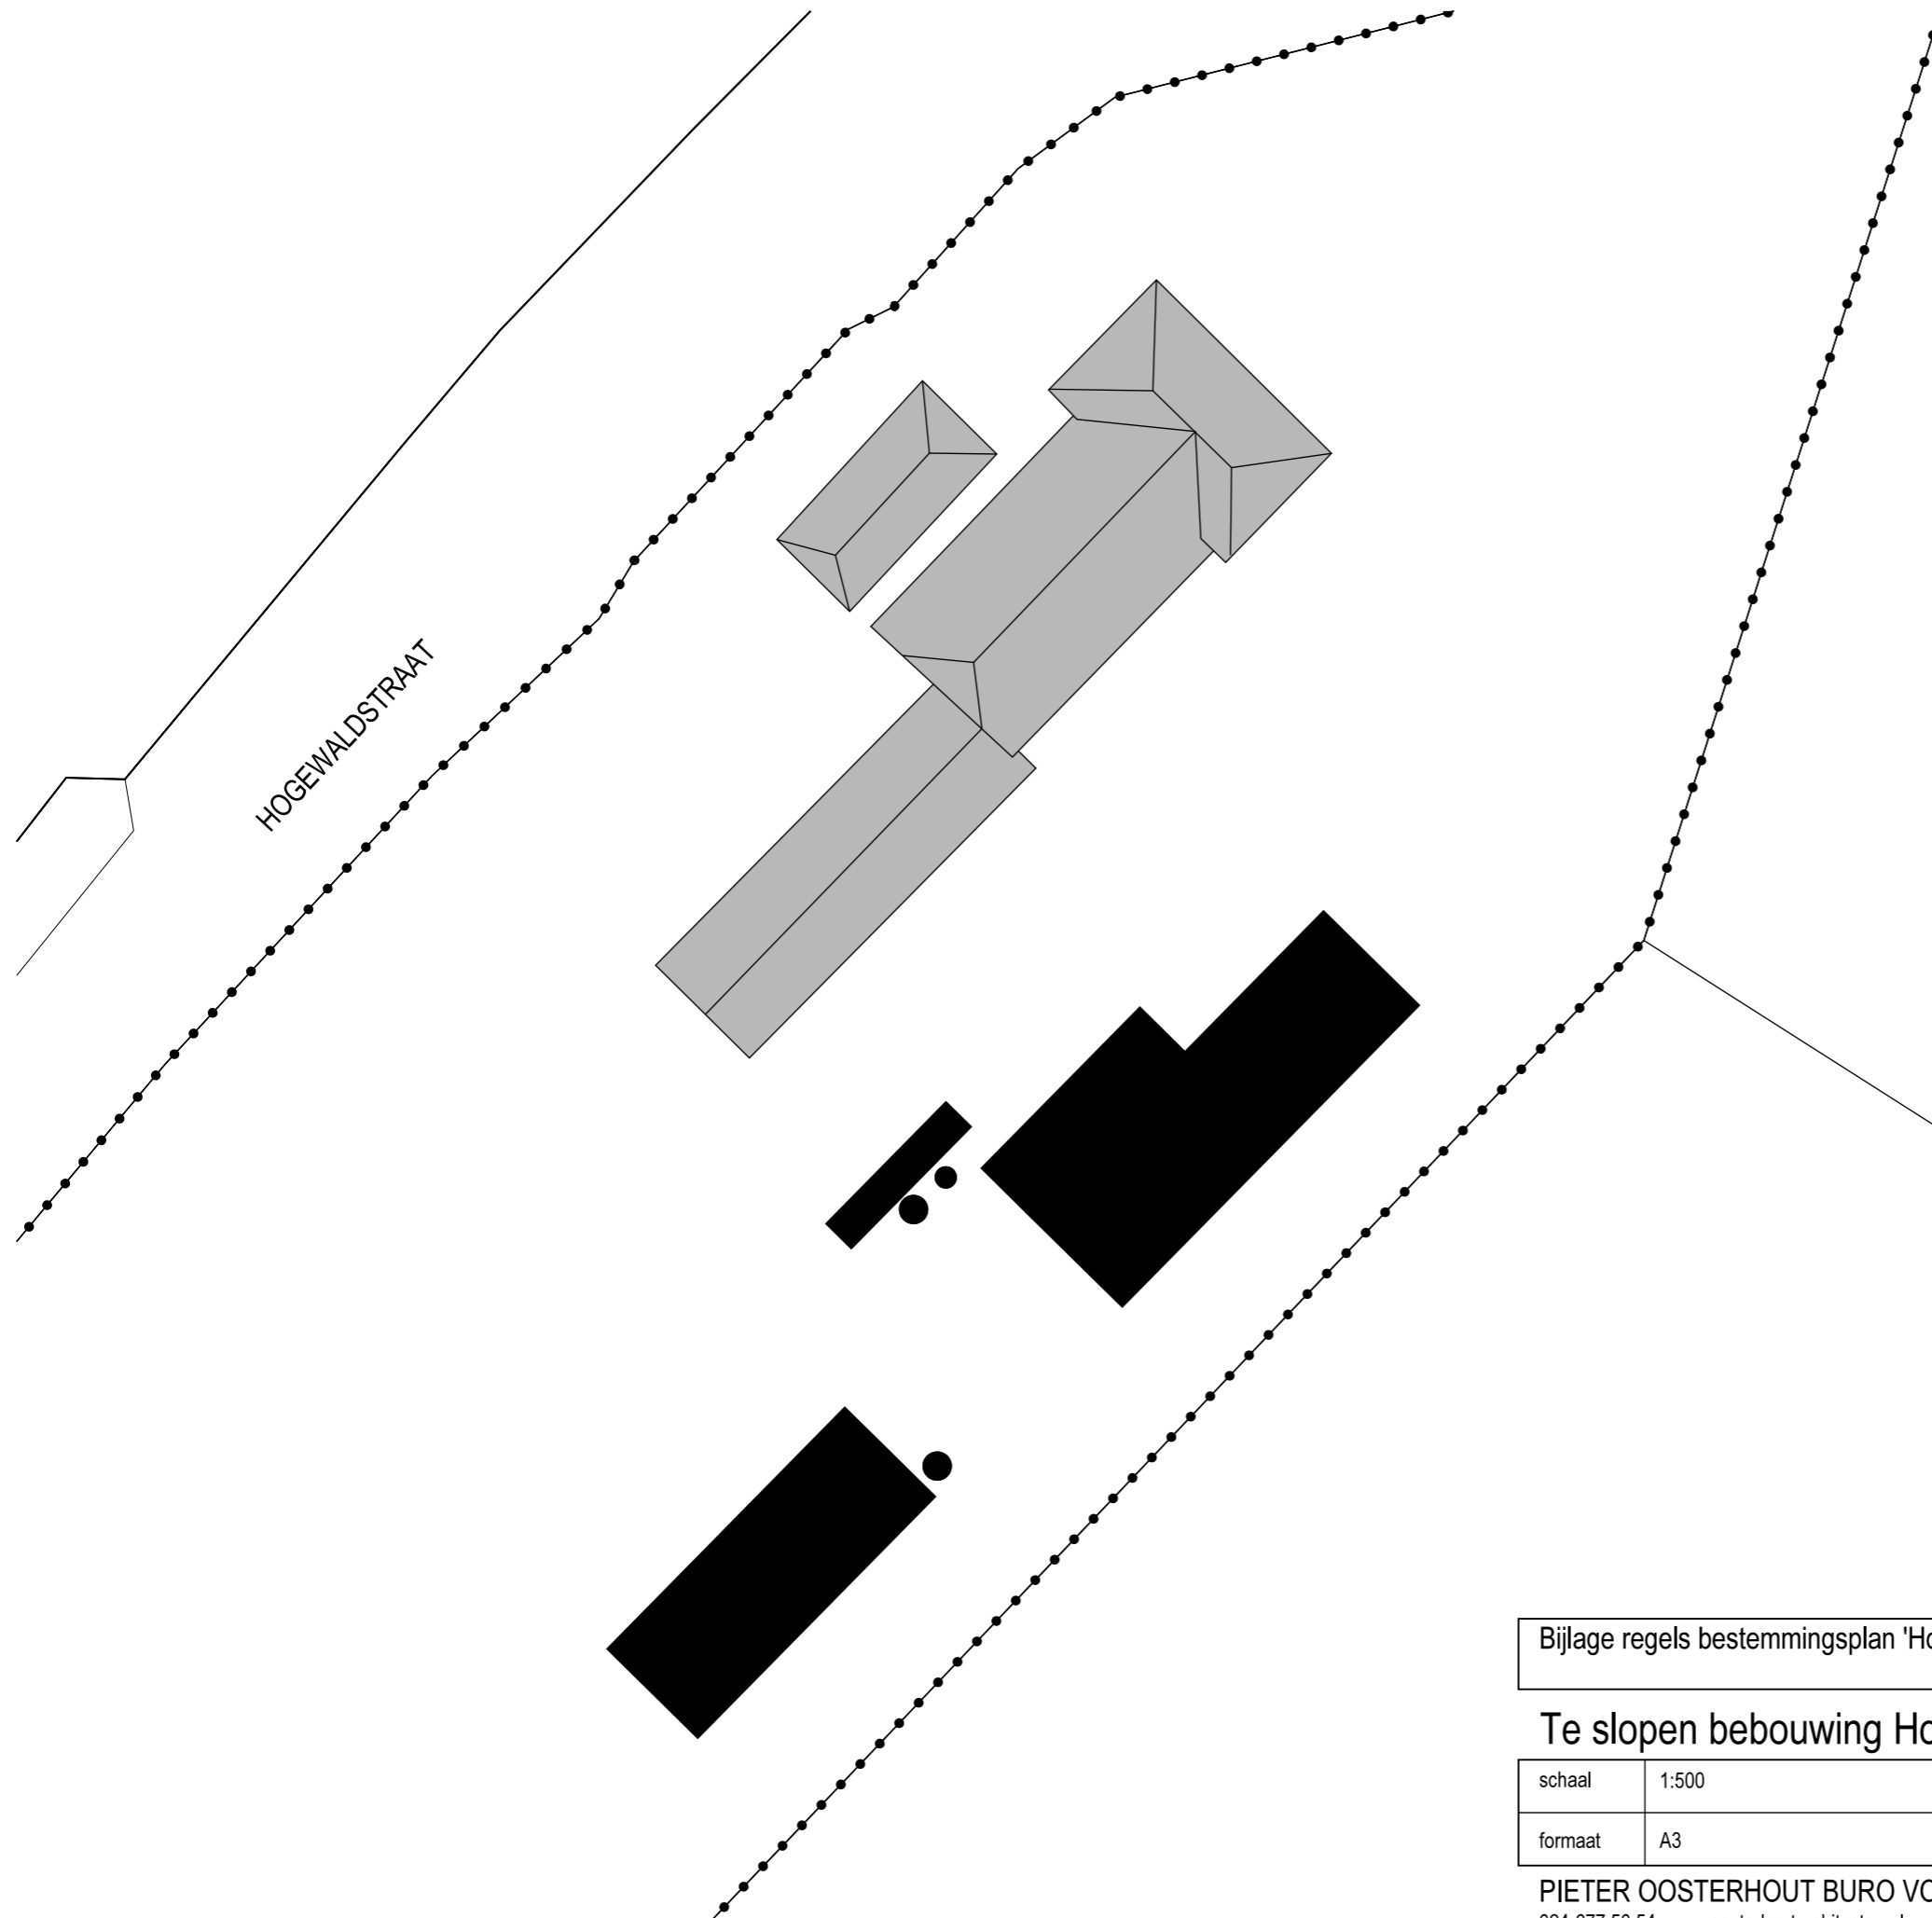 HOGEWALDSTRAAT
Bijlage regels bestemmingsplan 'Ho
Te slopen bebouwing Ho
schaal 1:500
formaat A3
PIETER OOSTERHOUT BURO VO